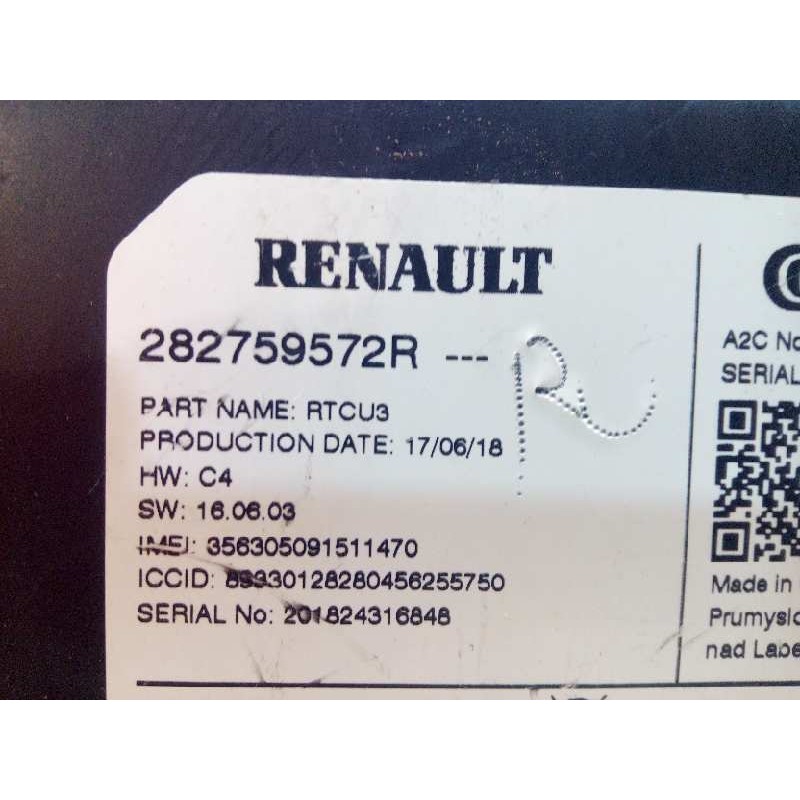 RENAULT
282759572R ---
PART NAME: RTCU3
PRODUCTION DATE: 17/06/18
HW: C4
SW: 16.06.03
IMEI: 356305091511470
ICCID: 89330128280456255750
SERIAL No: 201824316848
A2C No
SERIAL
Made in
nad Labe